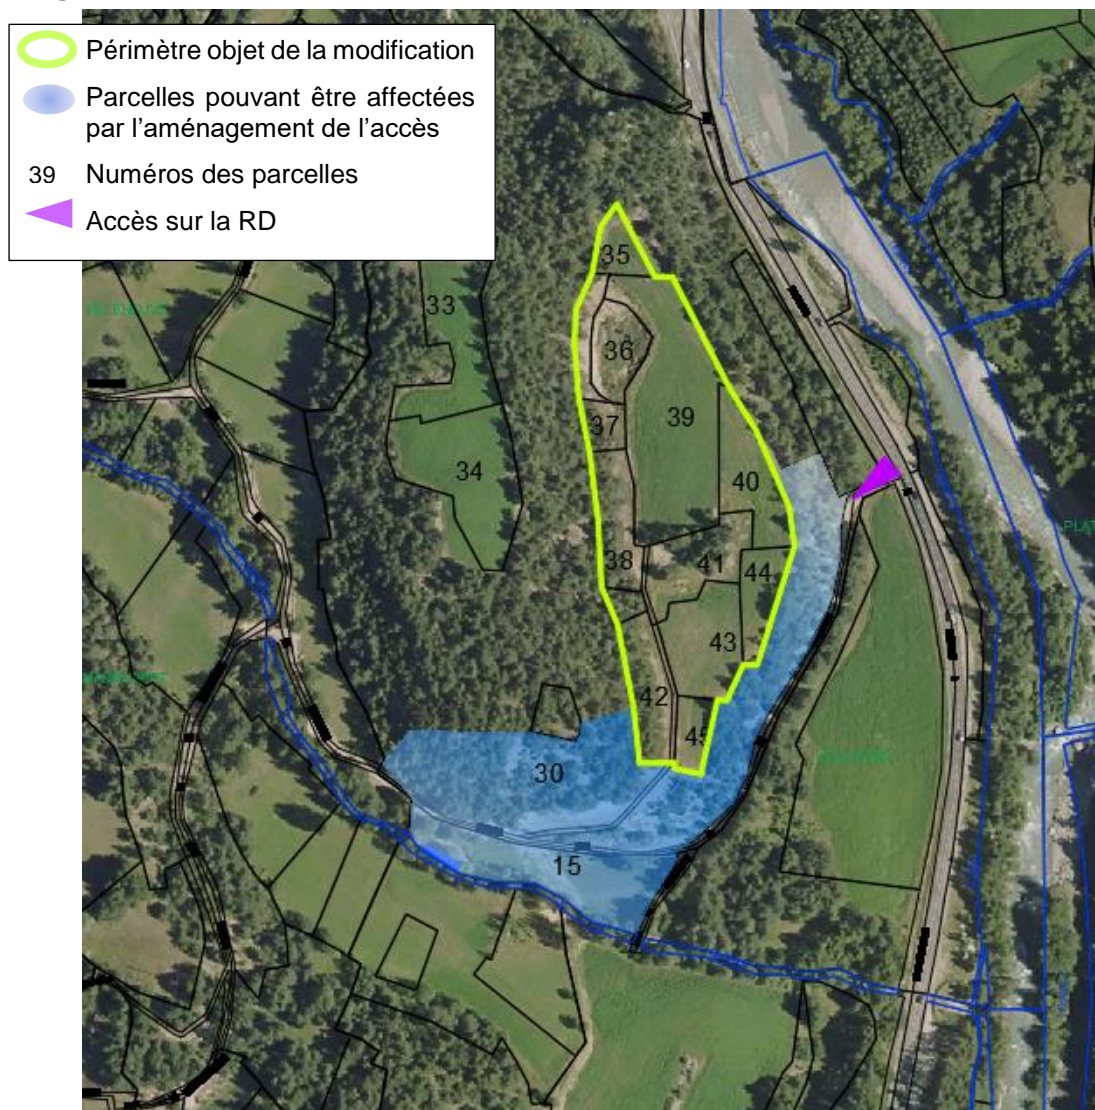 Périmètre objet de la modification
Parcelles pouvant être affectées
par l'aménagement de l'accès
39 Numéros des parcelles
Accès sur la RD
35
33
36
39
37
34
40
38
41
44
43
42
45
30
15
PLAT